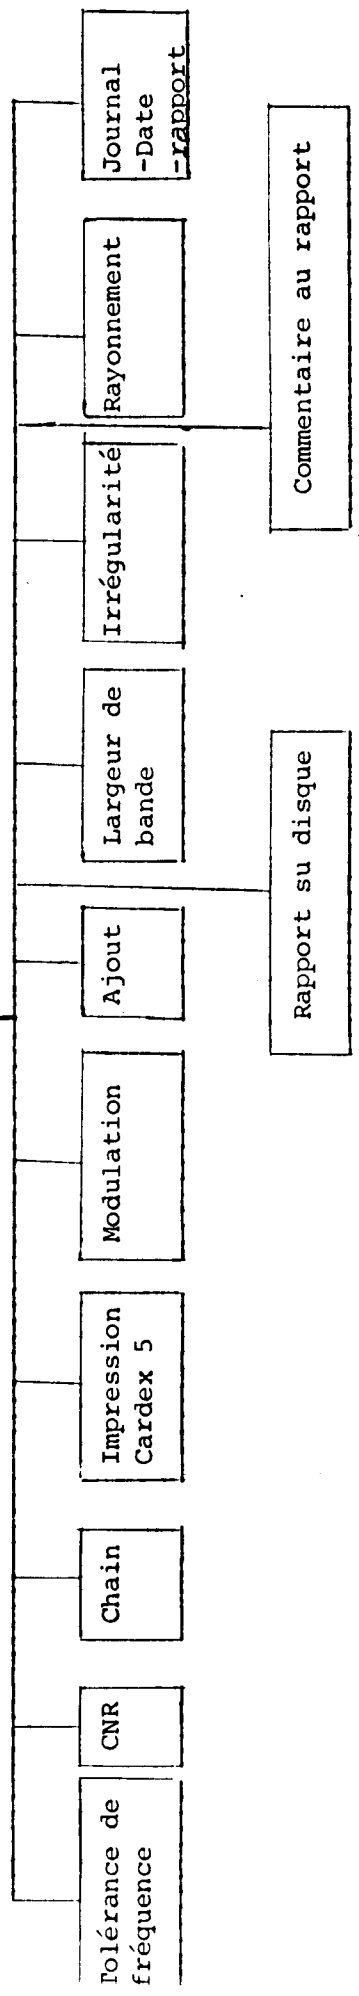 Tolérance de
fréquence
CNR
Chain
Impression
Cardex 5
Modulation
Ajout
Largeur de
bande
Irrégularité
Rayonnement
Journal
-Date
-rapport
Rapport su disque
Commentaire au rapport